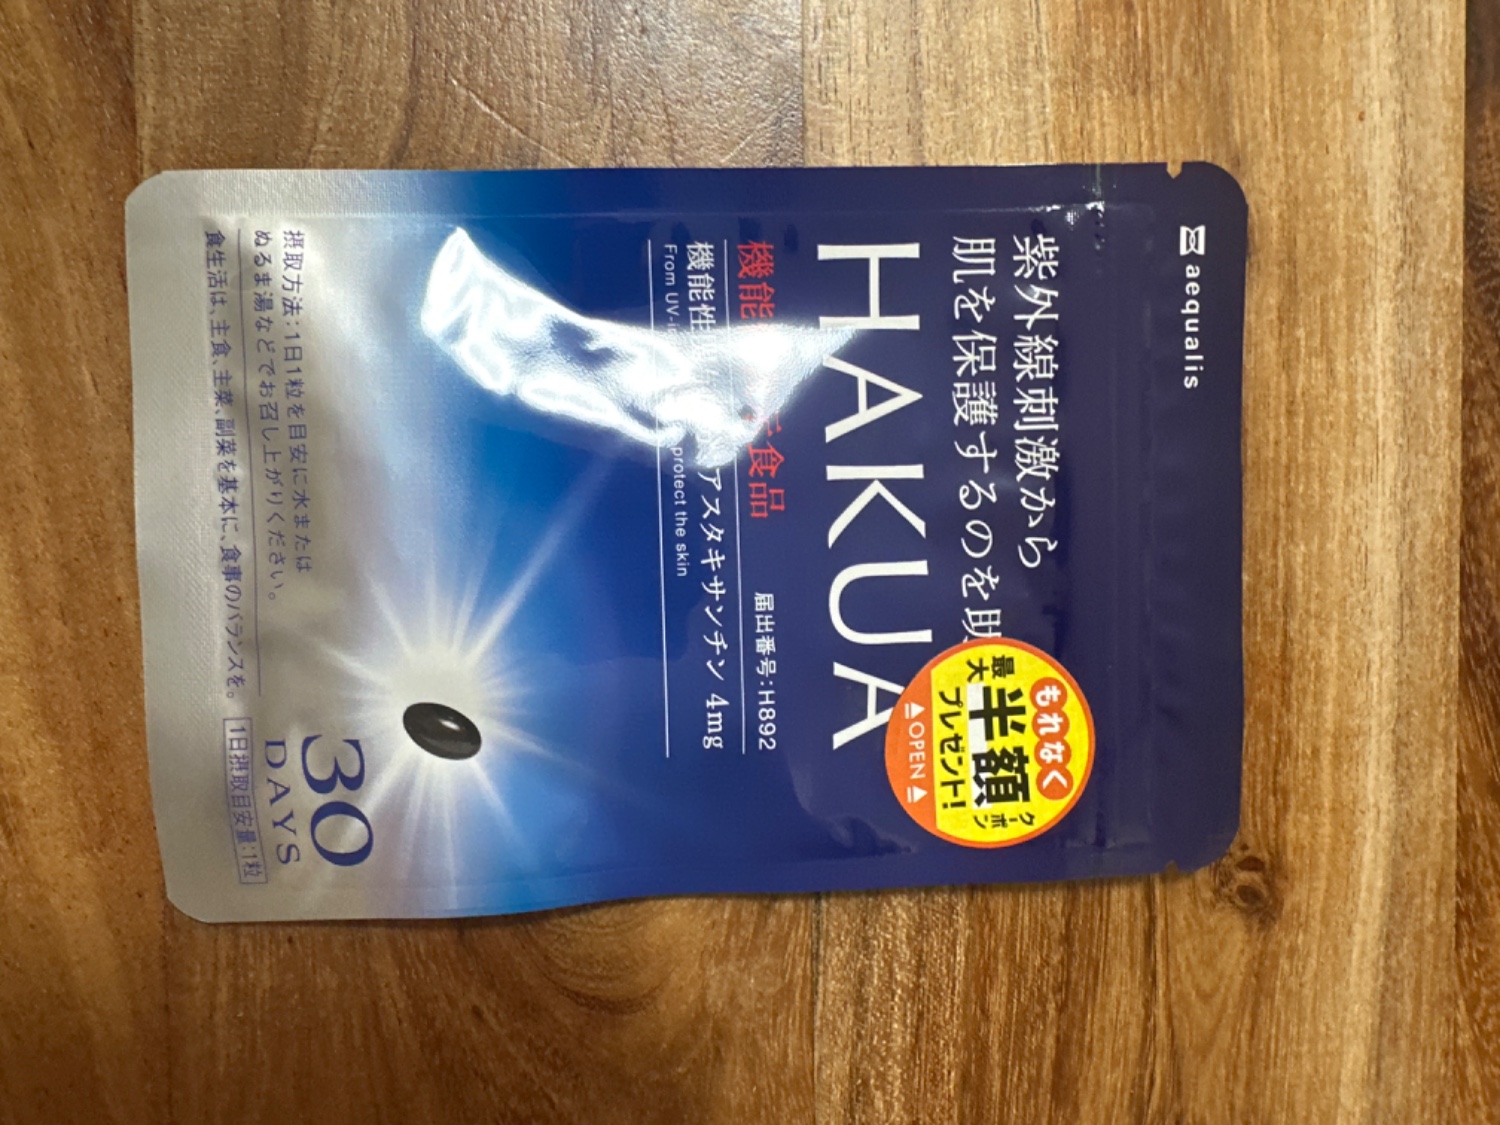 aequalis
紫外線刺激から
肌を保護するのを助
もれなく
最大
半額
クーポン
プレゼント!
▲OPEN▲
HAKUA
機能 食品
届出番号:H892
機能性 アスタキサンチン 4mg
From protect the skin
30
DAYS
摂取方法:1日1粒を目安に水または
ぬるま湯などでお召し上がりください。
1日摂取目安量:1粒
食生活は、主食、主菜、副菜を基本に、食事のバランスを。